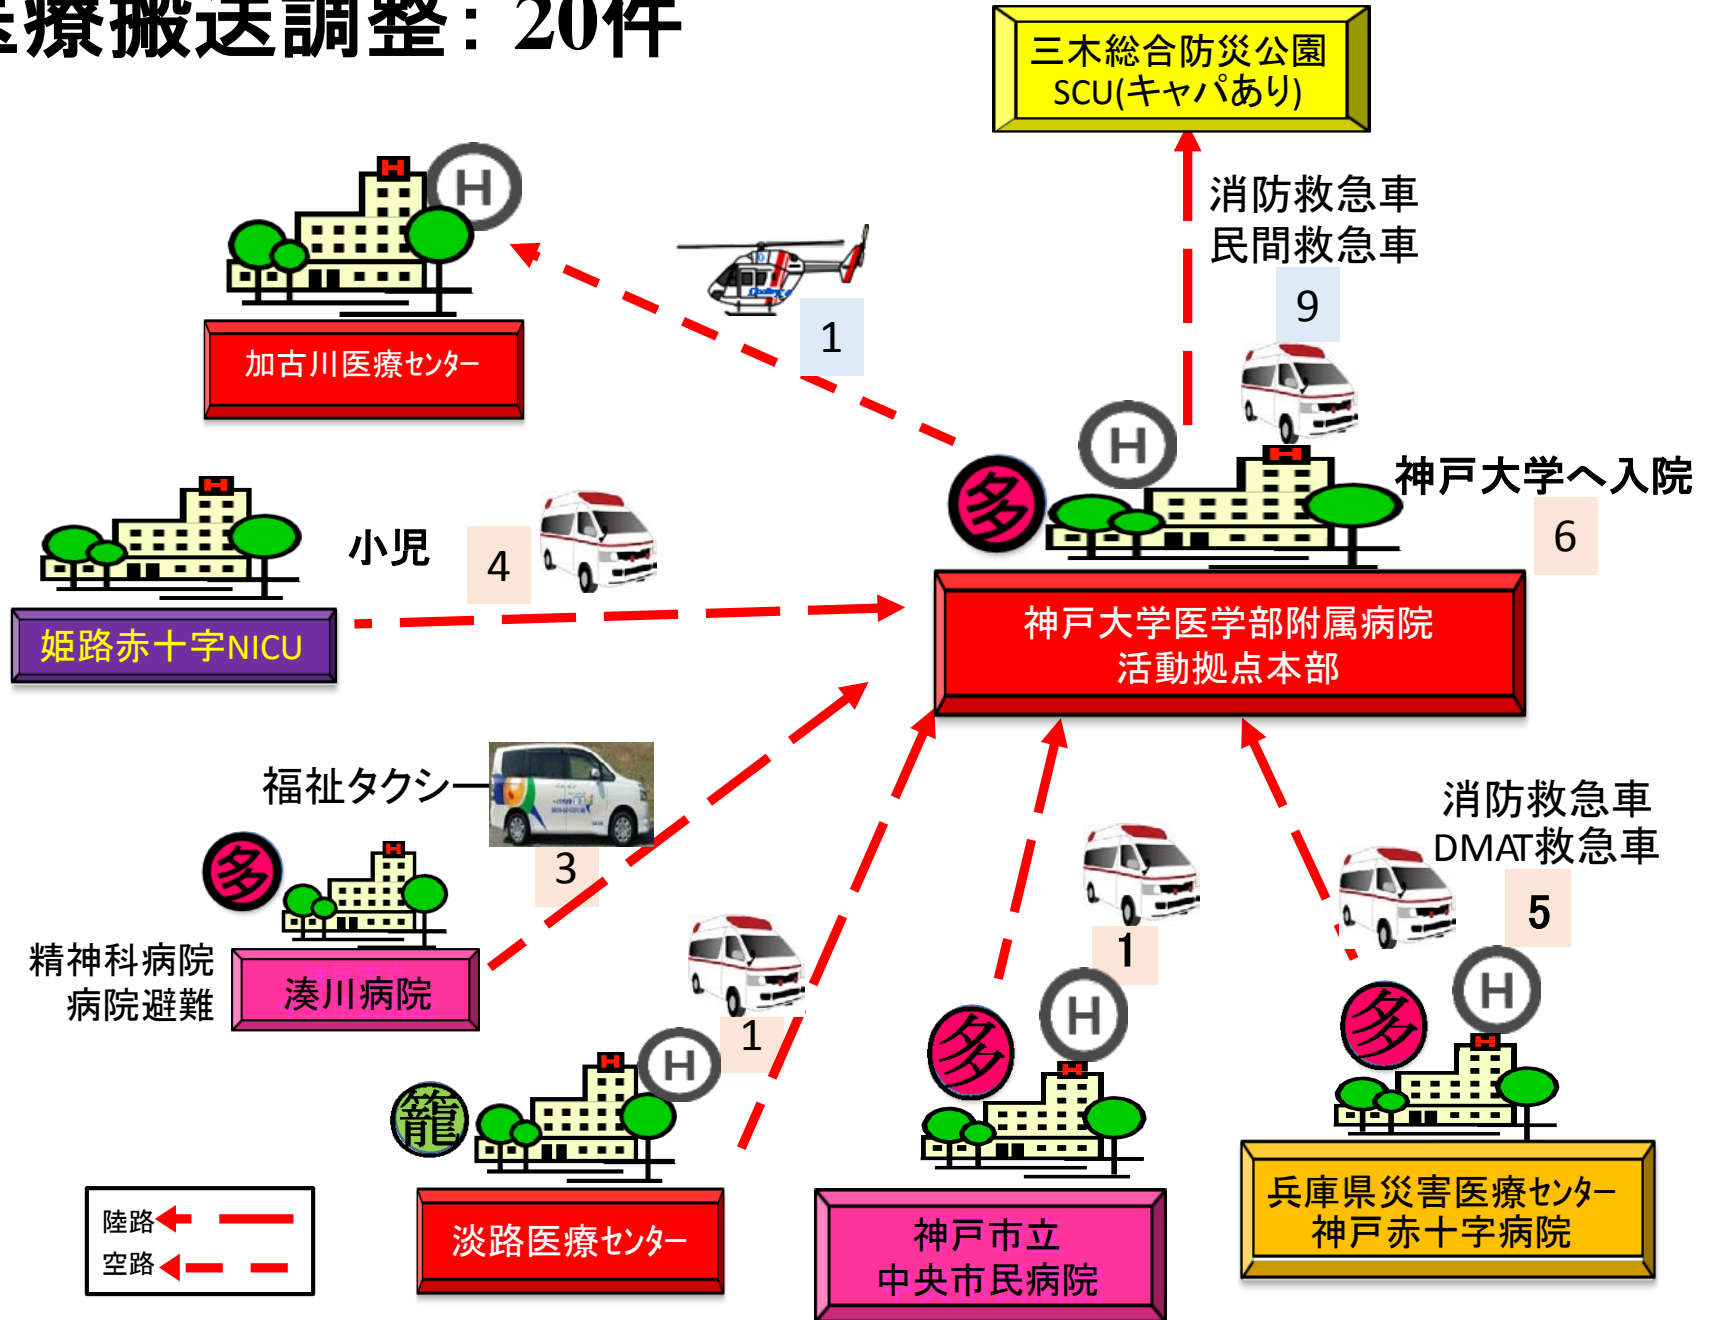 医療搬送調整：20件
三木総合防災公園
SCU(キャパあり)
消防救急車
民間救急車
9
H
1
加古川医療センター
H
多
神戸大学へ入院
6
神戸大学医学部附属病院
活動拠点本部
小児
4
姫路赤十字NICU
福祉タクシー
3
多
精神科病院
病院避難
湊川病院
1
H
籠
淡路医療センター
1
H
多
神戸市立
中央市民病院
消防救急車
DMAT救急車
5
H
多
兵庫県災害医療センター
神戸赤十字病院
陸路
空路